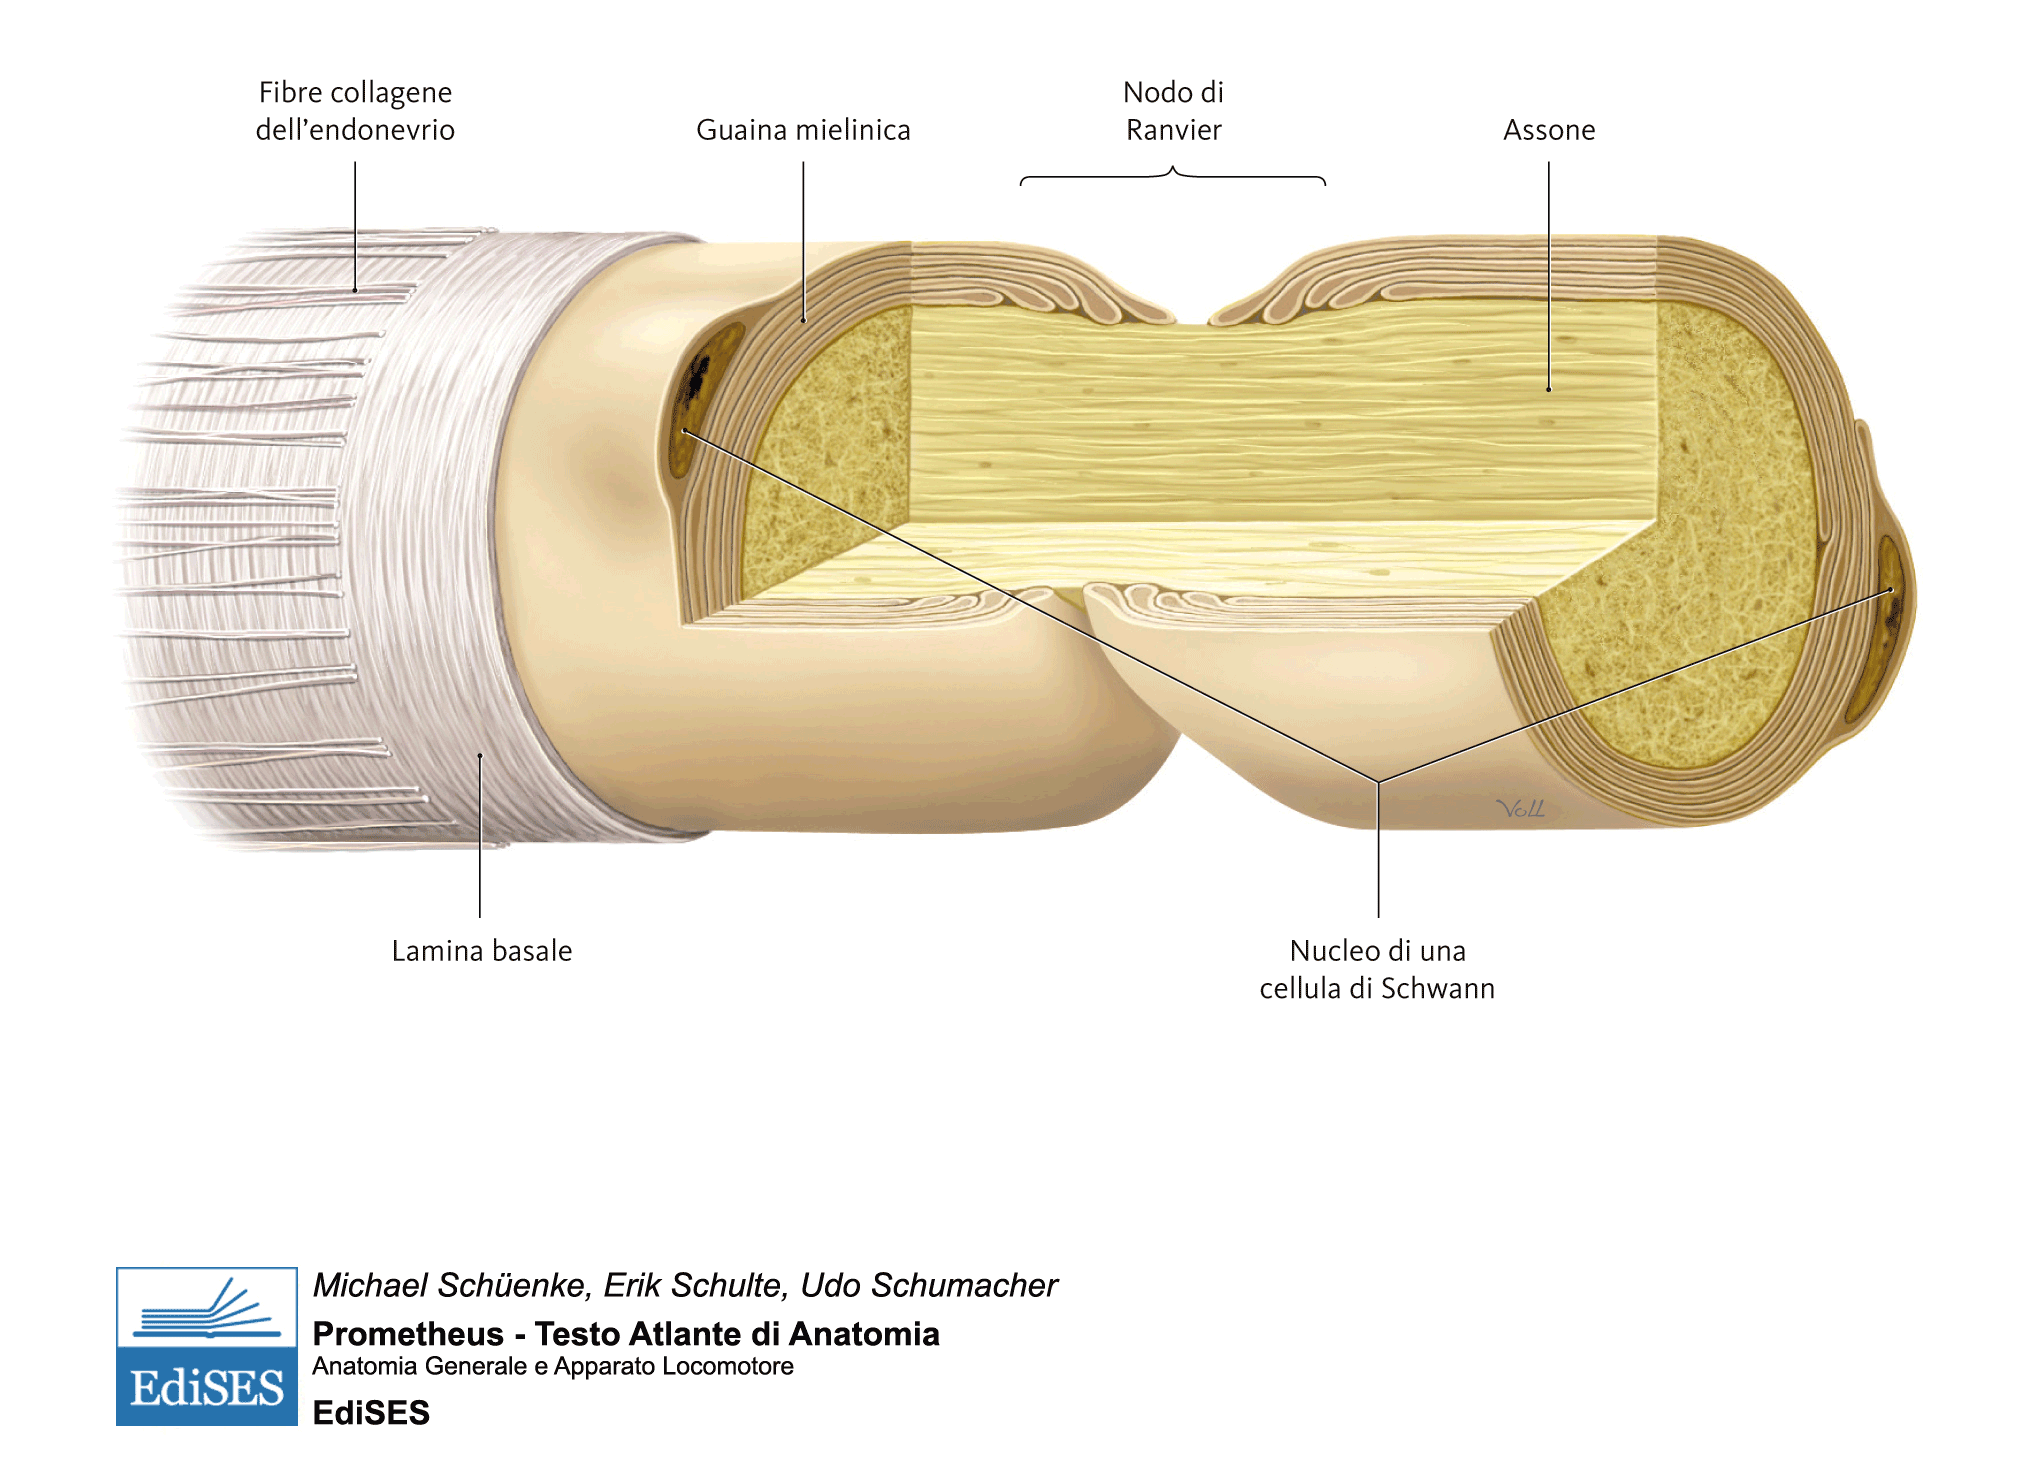 Fibre collagene
dell'endonevrio
Guaina mielinica
Nodo di
Ranvier
Assone
Voll
Lamina basale
Nucleo di una
cellula di Schwann
EdiSES
Michael Schüenke, Erik Schulte, Udo Schumacher
Prometheus - Testo Atlante di Anatomia
Anatomia Generale e Apparato Locomotore
EdiSES